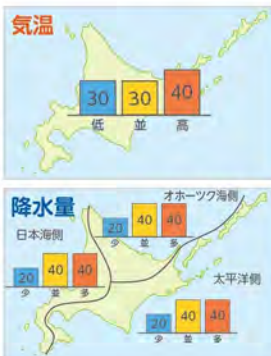 気温
30 30 40
低 並 高
降水量
オホーツク海側
20 40 40
少 並 多
日本海側
20 40 40
少 並 多
太平洋側
20 40 40
少 並 多